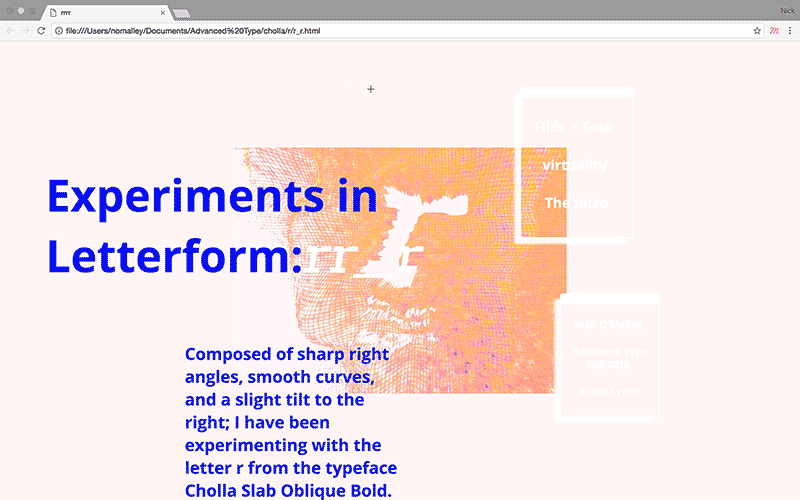 rrrr
Nick
file:///Users/nomalley/Documents/Advanced%20Type/cholla/r/r_r.html
Hide + Seek
virtuality
The Intro
Experiments in r
Letterform:rr_r
Composed of sharp right
angles, smooth curves,
and a slight tilt to the
right; I have been
experimenting with the
letter r from the typeface
Cholla Slab Oblique Bold.
Nick O'Malley
Advanced Type
Fall 2016
Robin Lynch